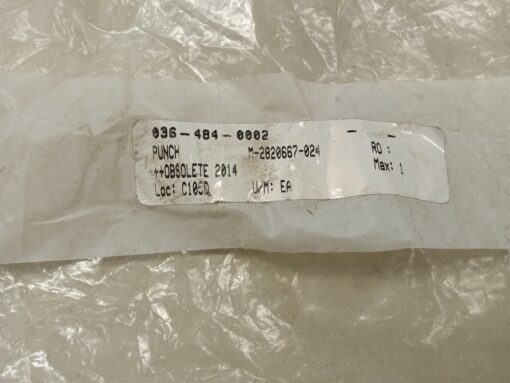 036-484-0002 - -
PUNCH M-2820667-024 RO :
++OBSOLETE 2014 Max: 1
Loc: C105D U/M: EA